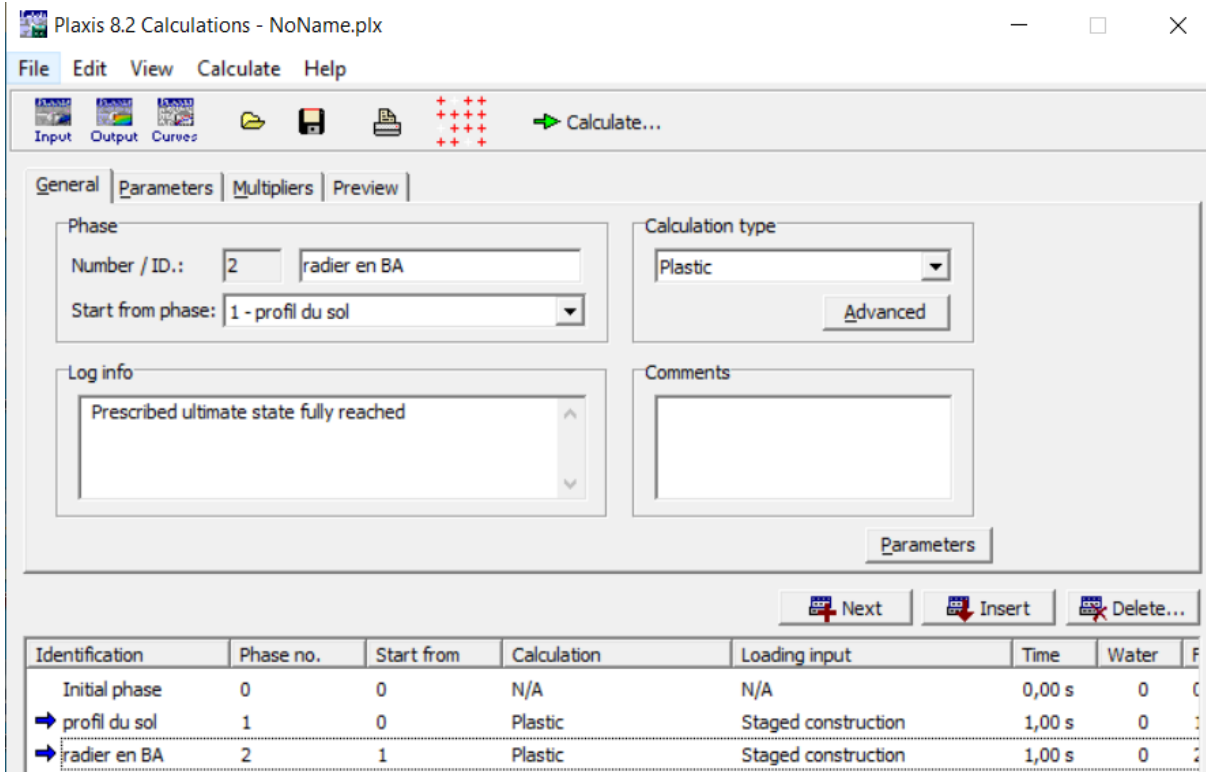 Plaxis 8.2 Calculations - NoName.plx
File Edit View Calculate Help
Input Output Curves Calculate...
General Parameters Multipliers Preview
Phase
Number / ID.: 2 radier en BA
Start from phase: 1 - profil du sol
Calculation type
Plastic
Advanced
Log info
Prescribed ultimate state fully reached
Comments
Parameters
Next Insert Delete...
Identification Phase no. Start from Calculation Loading input Time Water F
Initial phase 0 0 N/A N/A 0,00 s 0
profil du sol 1 0 Plastic Staged construction 1,00 s 0
radier en BA 2 1 Plastic Staged construction 1,00 s 0